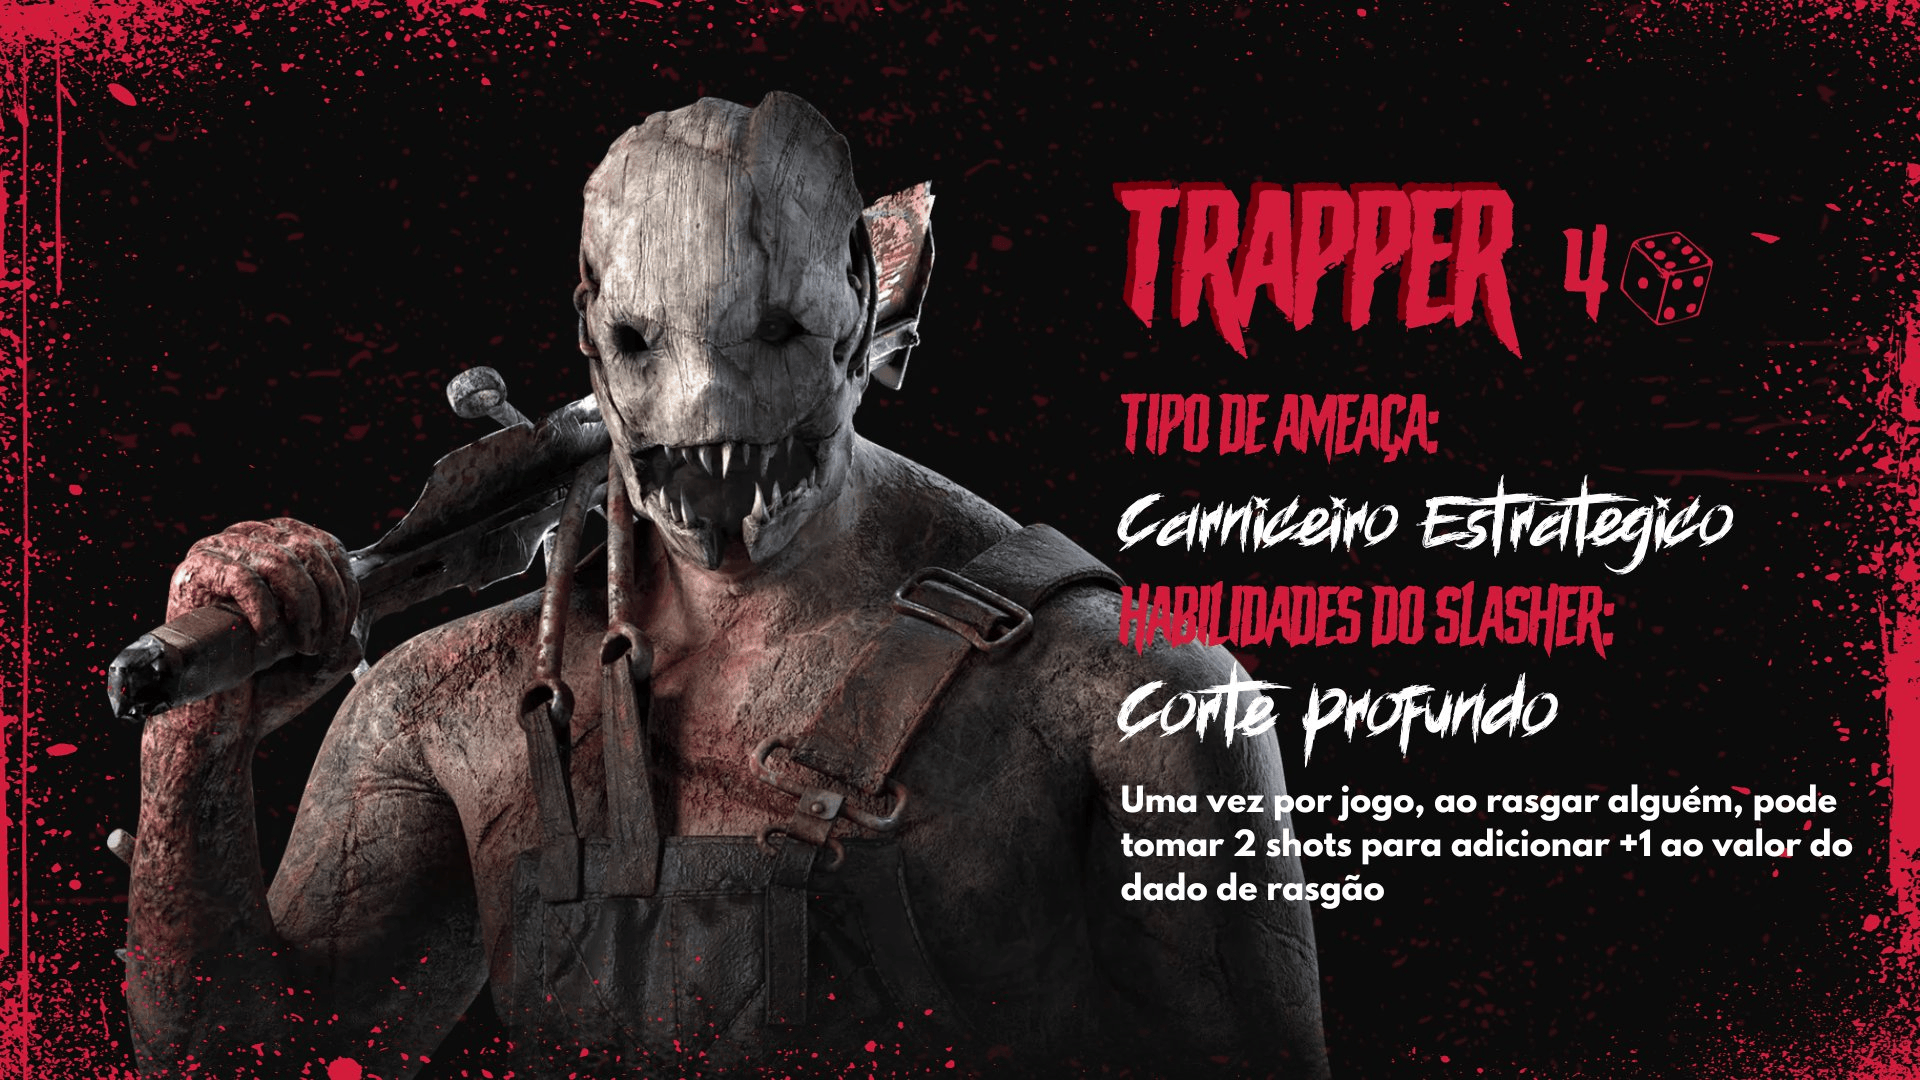 TRAPPER 4
TIPO DE AMEAÇA:
Carniceiro Estrategico
HABILIDADES DO SLASHER:
Corte Profundo
Uma vez por jogo, ao rasgar alguém, pode
tomar 2 shots para adicionar +1 ao valor do
dado de rasgão